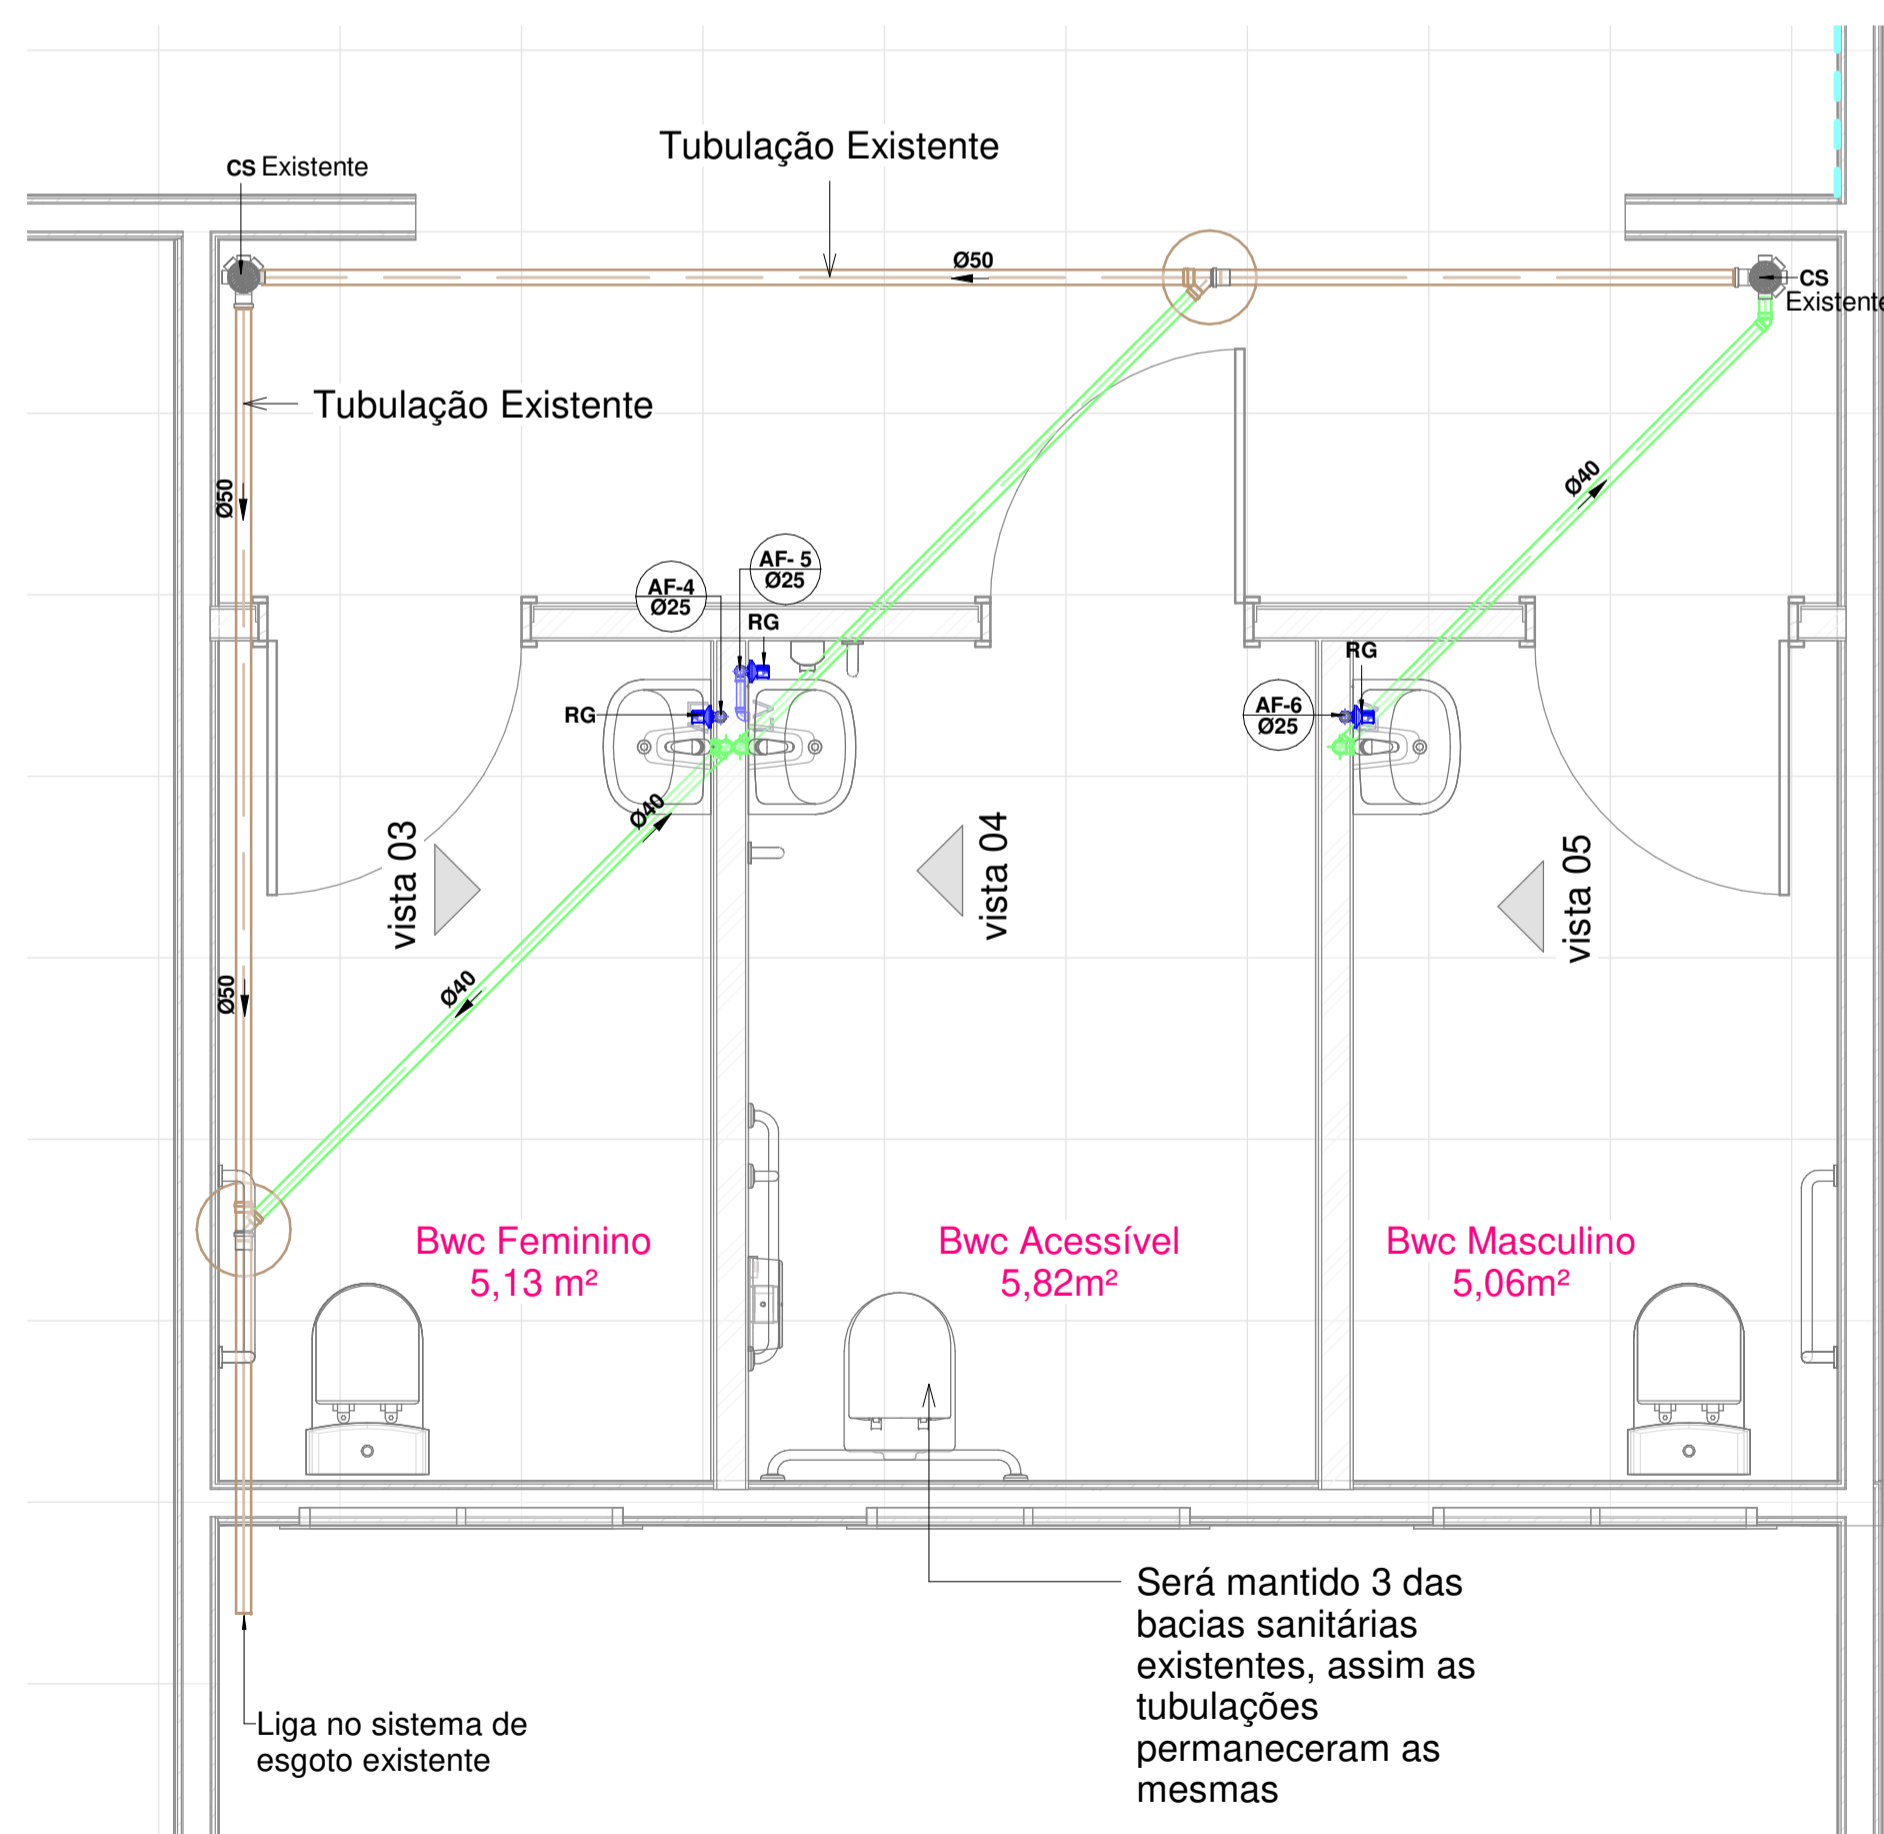 Tubulação Existente
CS Existente
Ø50
CS
Existente
Tubulação Existente
Ø50
Ø40
AF- 5
Ø25
AF-4
Ø25
RG
RG
RG
AF-6
Ø25
LV
Ø40
vista 03
vista 04
vista 05
Ø40
Ø50
Bwc Feminino
5,13 m²
Bwc Acessível
5,82m²
Bwc Masculino
5,06m²
Será mantido 3 das
bacias sanitárias
existentes, assim as
tubulações
permaneceram as
mesmas
Liga no sistema de
esgoto existente